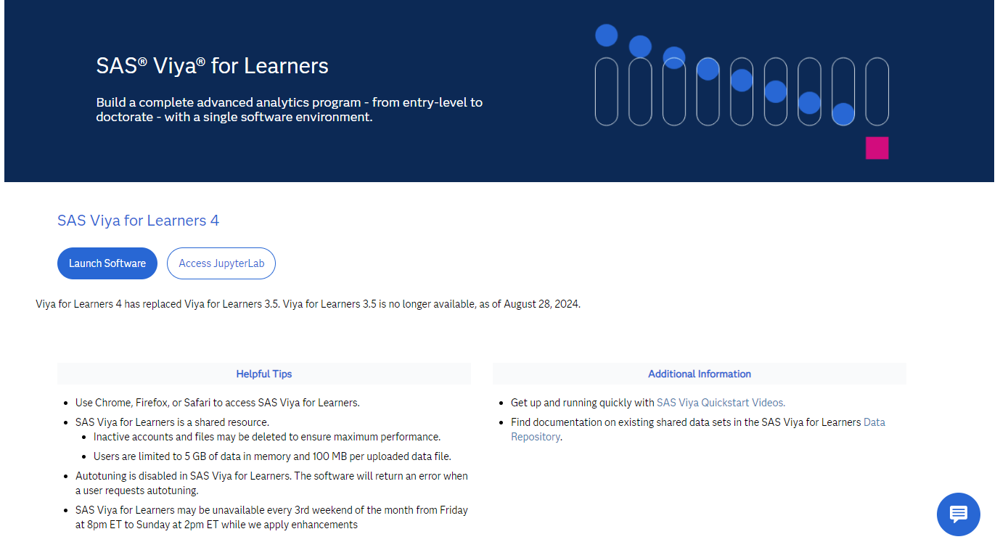 SAS® Viya® for Learners
Build a complete advanced analytics program - from entry-level to
doctorate - with a single software environment.
SAS Viya for Learners 4
Launch Software
Access JupyterLab
Viya for Learners 4 has replaced Viya for Learners 3.5. Viya for Learners 3.5 is no longer available, as of August 28, 2024.
Helpful Tips
Use Chrome, Firefox, or Safari to access SAS Viya for Learners.
SAS Viya for Learners is a shared resource.
Inactive accounts and files may be deleted to ensure maximum performance.
Users are limited to 5 GB of data in memory and 100 MB per uploaded data file.
Autotuning is disabled in SAS Viya for Learners. The software will return an error when
a user requests autotuning.
SAS Viya for Learners may be unavailable every 3rd weekend of the month from Friday
at 8pm ET to Sunday at 2pm ET while we apply enhancements
Additional Information
Get up and running quickly with SAS Viya Quickstart Videos.
Find documentation on existing shared data sets in the SAS Viya for Learners Data
Repository.